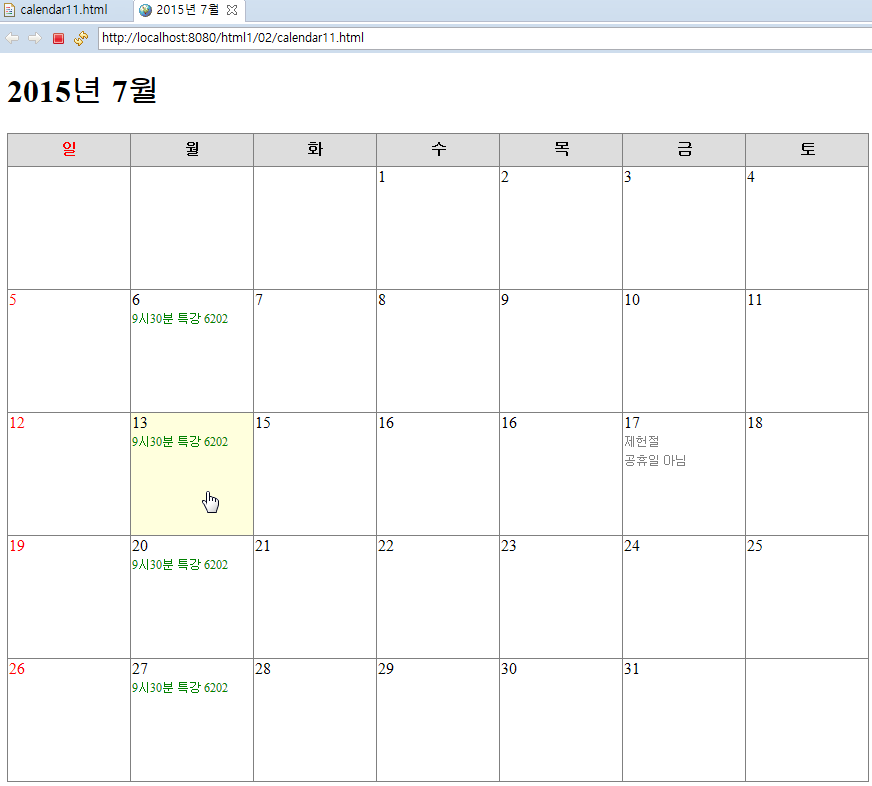 calendar11.html
2015년 7월
http://localhost:8080/html1/02/calendar11.html
2015년 7월
일 월 화 수 목 금 토
1 2 3 4
5 6 7 8 9 10 11
9시30분 특강 6202
12 13 15 16 16 17 18
9시30분 특강 6202 제헌절
공휴일 아님
19 20 21 22 23 24 25
9시30분 특강 6202
26 27 28 29 30 31
9시30분 특강 6202